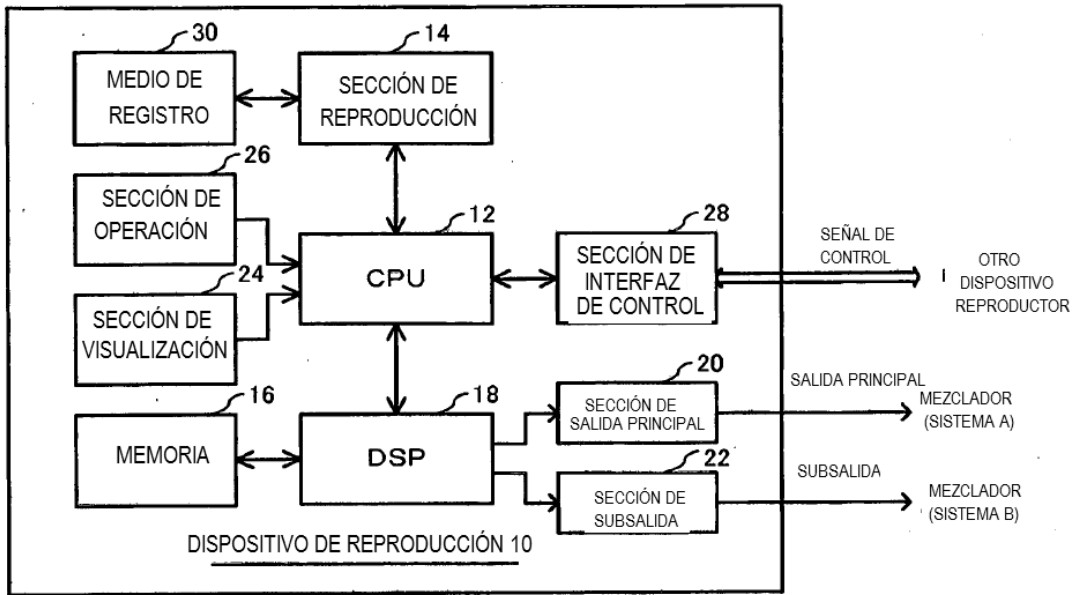 30
MEDIO DE
REGISTRO
14
SECCIÓN DE
REPRODUCCIÓN
26
SECCIÓN DE
OPERACIÓN
12
CPU
28
SECCIÓN DE
INTERFAZ
DE CONTROL
SEÑAL DE
CONTROL
OTRO
DISPOSITIVO
REPRODUCTOR
24
SECCIÓN DE
VISUALIZACIÓN
16
MEMORIA
18
DSP
20
SECCIÓN DE
SALIDA PRINCIPAL
SALIDA PRINCIPAL
MEZCLADOR
(SISTEMA A)
22
SECCIÓN DE
SUBSALIDA
SUBSALIDA
MEZCLADOR
(SISTEMA B)
DISPOSITIVO DE REPRODUCCIÓN 10